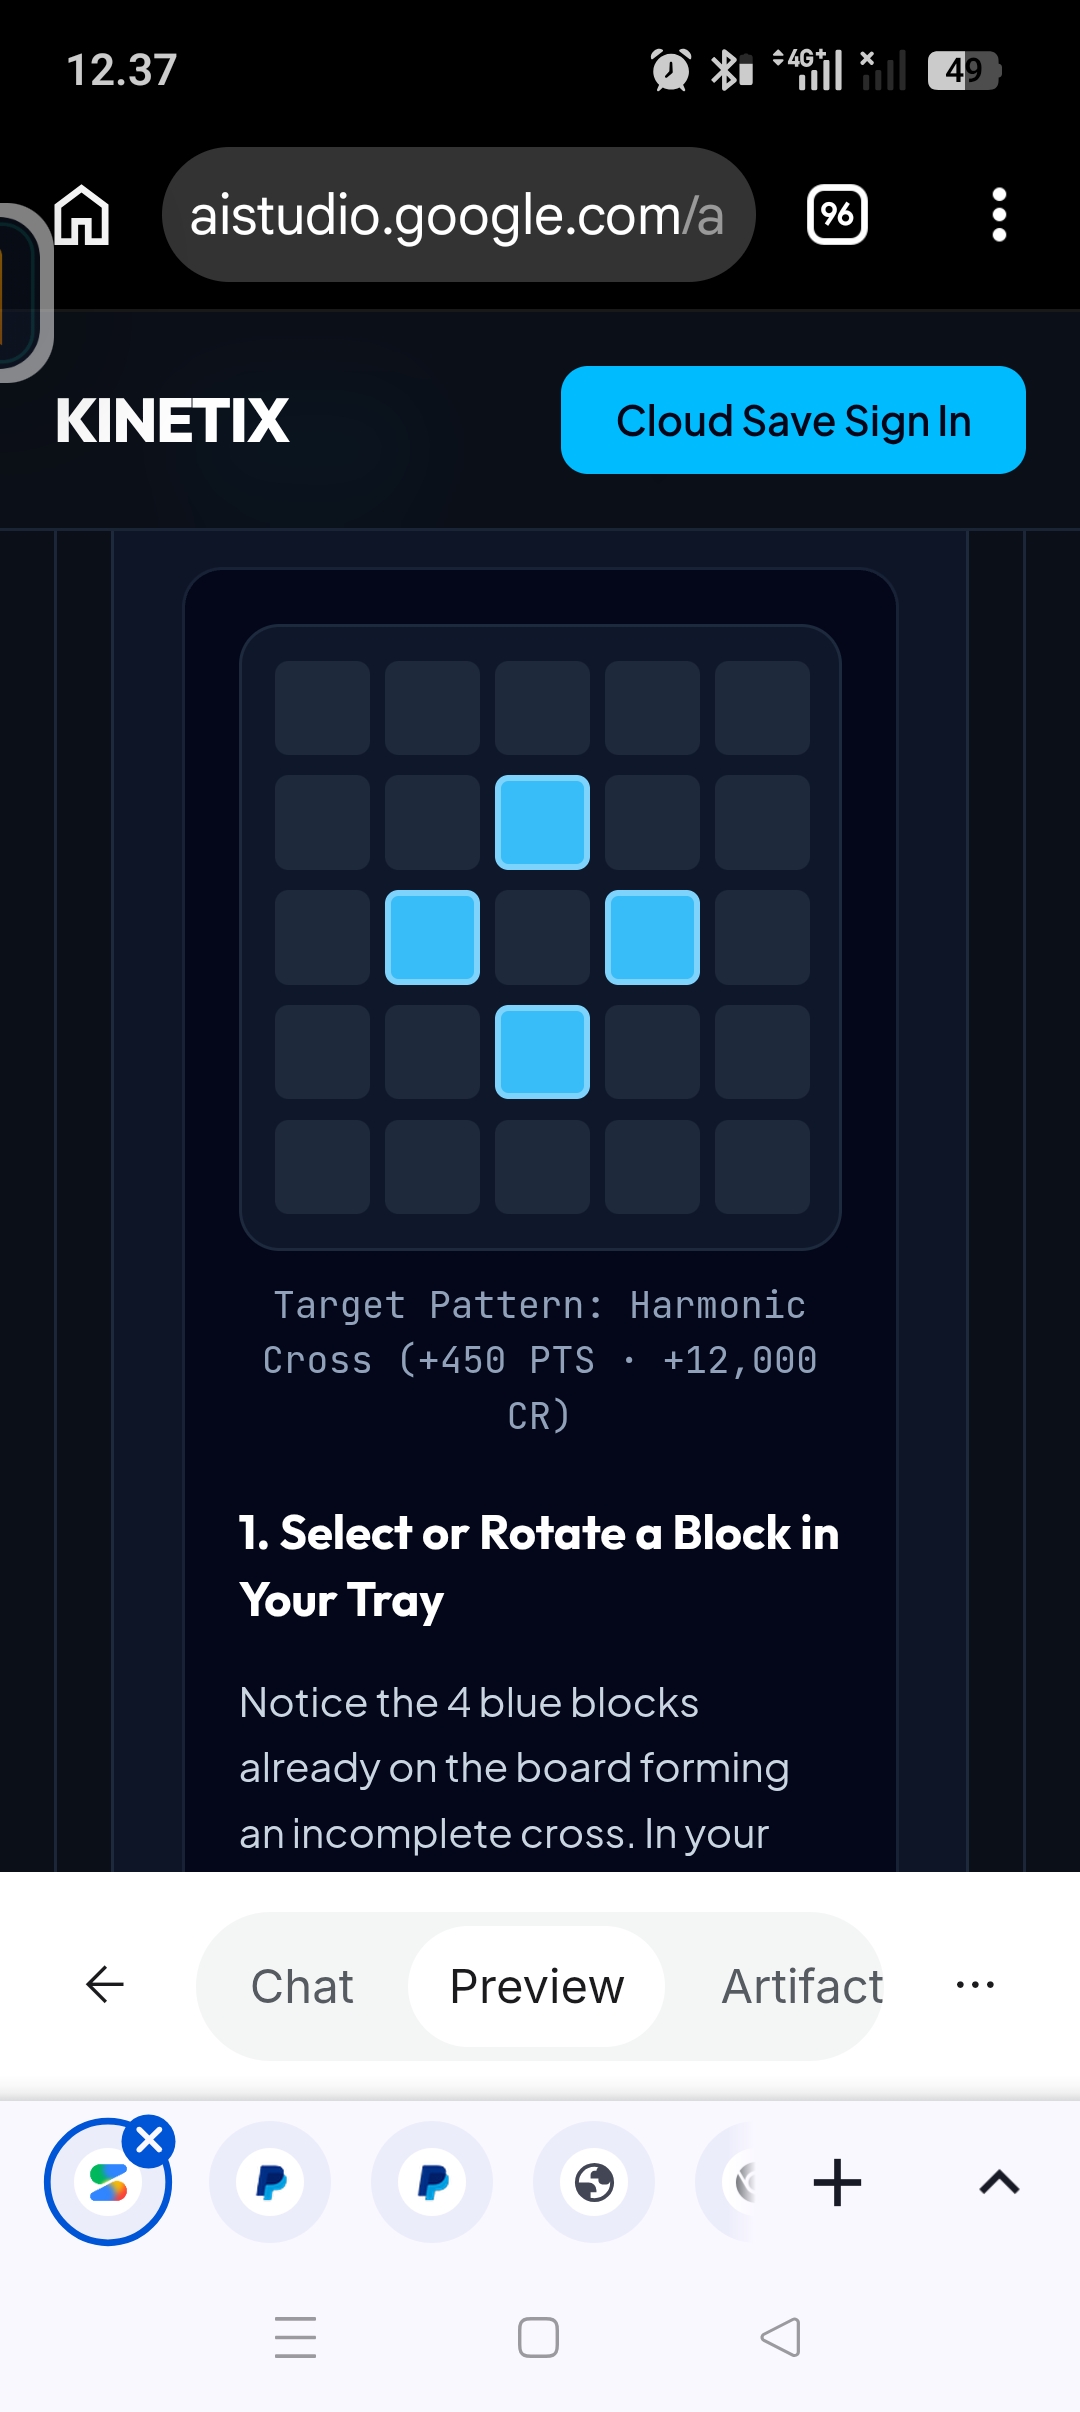 12.37
4G+
49
aistudio.google.com/a
96
KINETIX
Cloud Save Sign In
Target Pattern: Harmonic
Cross (+450 PTS · +12,000
CR)
1. Select or Rotate a Block in
Your Tray
Notice the 4 blue blocks
already on the board forming
an incomplete cross. In your
Chat
Preview
Artifact